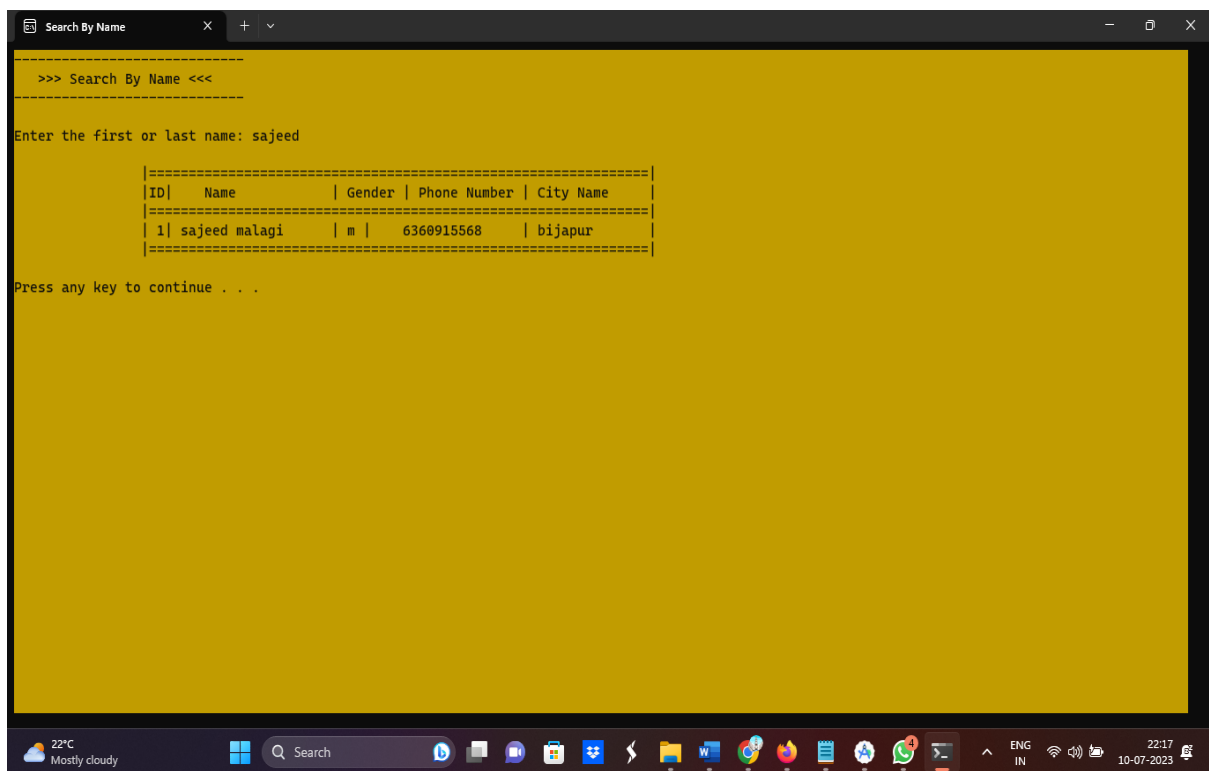 Search By Name
-----------------------------
>>> Search By Name <<<
-----------------------------
Enter the first or last name: sajeed
|===============================================================|
|ID|    Name            | Gender | Phone Number | City Name     |
|===============================================================|
| 1| sajeed malagi      | m |    6360915568     | bijapur       |
|===============================================================|
Press any key to continue . . .
22°C
Mostly cloudy
Search
4
ENG
IN
22:17
10-07-2023